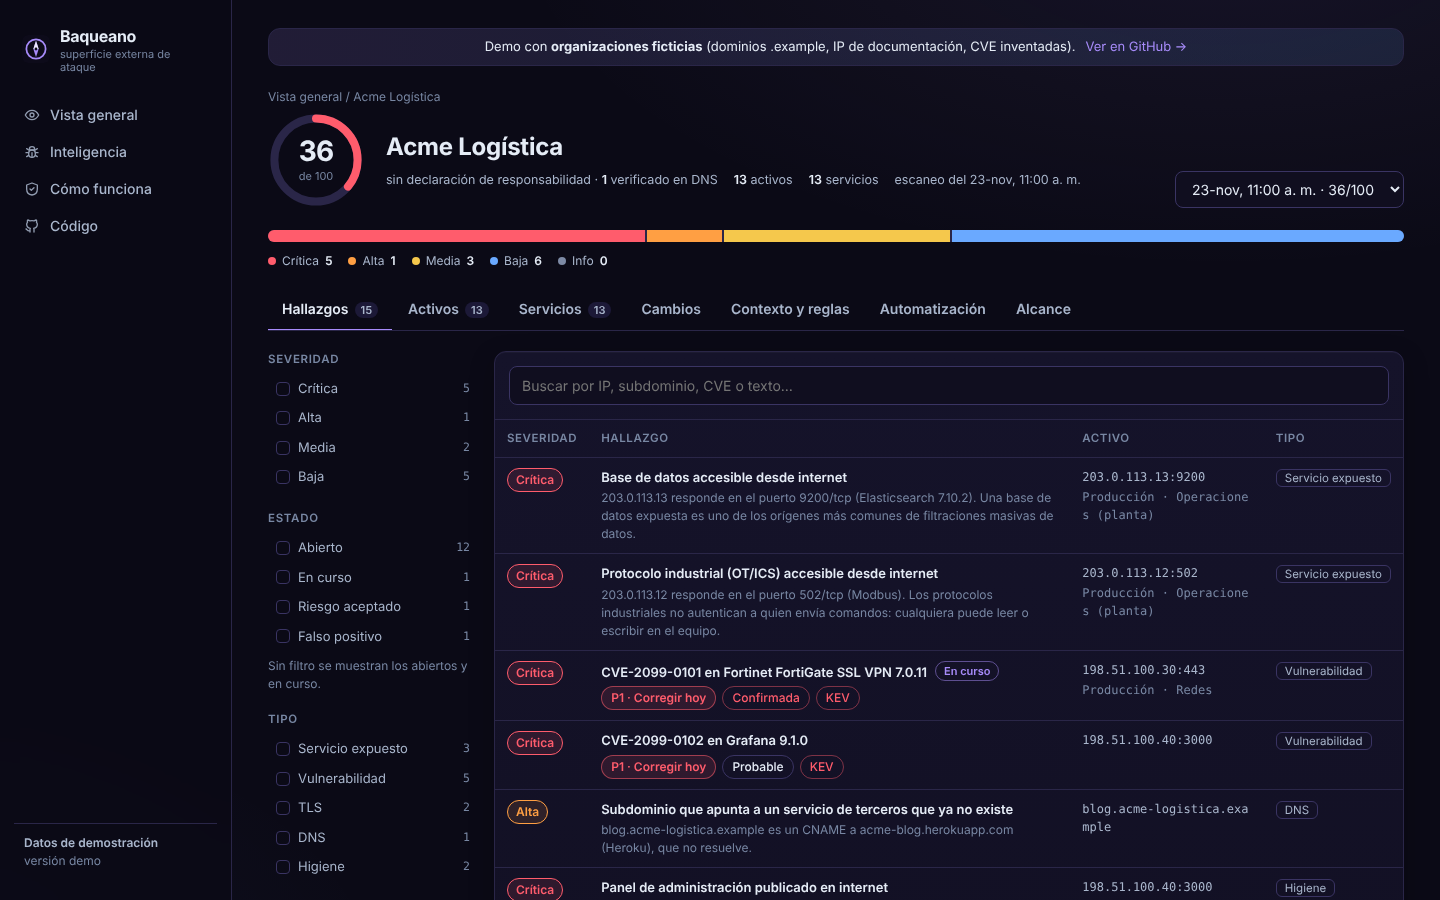 Baqueano
superficie externa de
ataque
Vista general
Inteligencia
Cómo funciona
Código
Datos de demostración
versión demo
Demo con organizaciones ficticias (dominios .example, IP de documentación, CVE inventadas). Ver en GitHub →
Vista general / Acme Logística
36
de 100
Acme Logística
sin declaración de responsabilidad · 1 verificado en DNS 13 activos 13 servicios escaneo del 23-nov, 11:00 a. m.
23-nov, 11:00 a. m. · 36/100
Crítica 5 Alta 1 Media 3 Baja 6 Info 0
Hallazgos 15 Activos 13 Servicios 13 Cambios Contexto y reglas Automatización Alcance
SEVERIDAD
Crítica 5
Alta 1
Media 2
Baja 5
ESTADO
Abierto 12
En curso 1
Riesgo aceptado 1
Falso positivo 1
Sin filtro se muestran los abiertos y
en curso.
TIPO
Servicio expuesto 3
Vulnerabilidad 5
TLS 2
DNS 1
Higiene 2
Buscar por IP, subdominio, CVE o texto...
SEVERIDAD HALLAZGO ACTIVO TIPO
Crítica
Base de datos accesible desde internet
203.0.113.13 responde en el puerto 9200/tcp (Elasticsearch 7.10.2). Una base de
datos expuesta es uno de los orígenes más comunes de filtraciones masivas de
datos.
203.0.113.13:9200
Producción · Operacione
s (planta)
Servicio expuesto
Crítica
Protocolo industrial (OT/ICS) accesible desde internet
203.0.113.12 responde en el puerto 502/tcp (Modbus). Los protocolos
industriales no autentican a quien envía comandos: cualquiera puede leer o
escribir en el equipo.
203.0.113.12:502
Producción · Operacione
s (planta)
Servicio expuesto
Crítica
CVE-2099-0101 en Fortinet FortiGate SSL VPN 7.0.11 En curso
P1 · Corregir hoy Confirmada KEV
198.51.100.30:443
Producción · Redes
Vulnerabilidad
Crítica
CVE-2099-0102 en Grafana 9.1.0
P1 · Corregir hoy Probable KEV
198.51.100.40:3000
Vulnerabilidad
Alta
Subdominio que apunta a un servicio de terceros que ya no existe
blog.acme-logistica.example es un CNAME a acme-blog.herokuapp.com
(Heroku), que no resuelve.
blog.acme-logistica.exa
mple
DNS
Crítica
Panel de administración publicado en internet
198.51.100.40:3000
Higiene